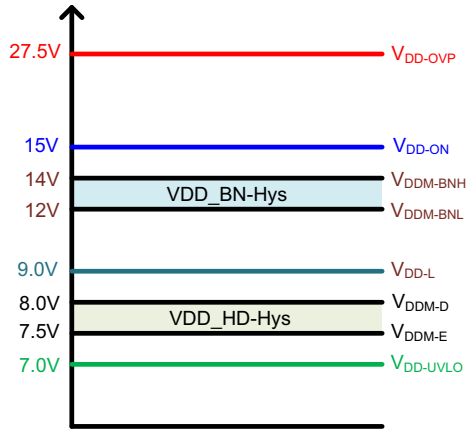 27.5V V_DD-OVP
15V V_DD-ON
14V V_DDM-BNH
VDD_BN-Hys
12V V_DDM-BNL
9.0V V_DD-L
8.0V V_DDM-D
VDD_HD-Hys
7.5V V_DDM-E
7.0V V_DD-UVLO